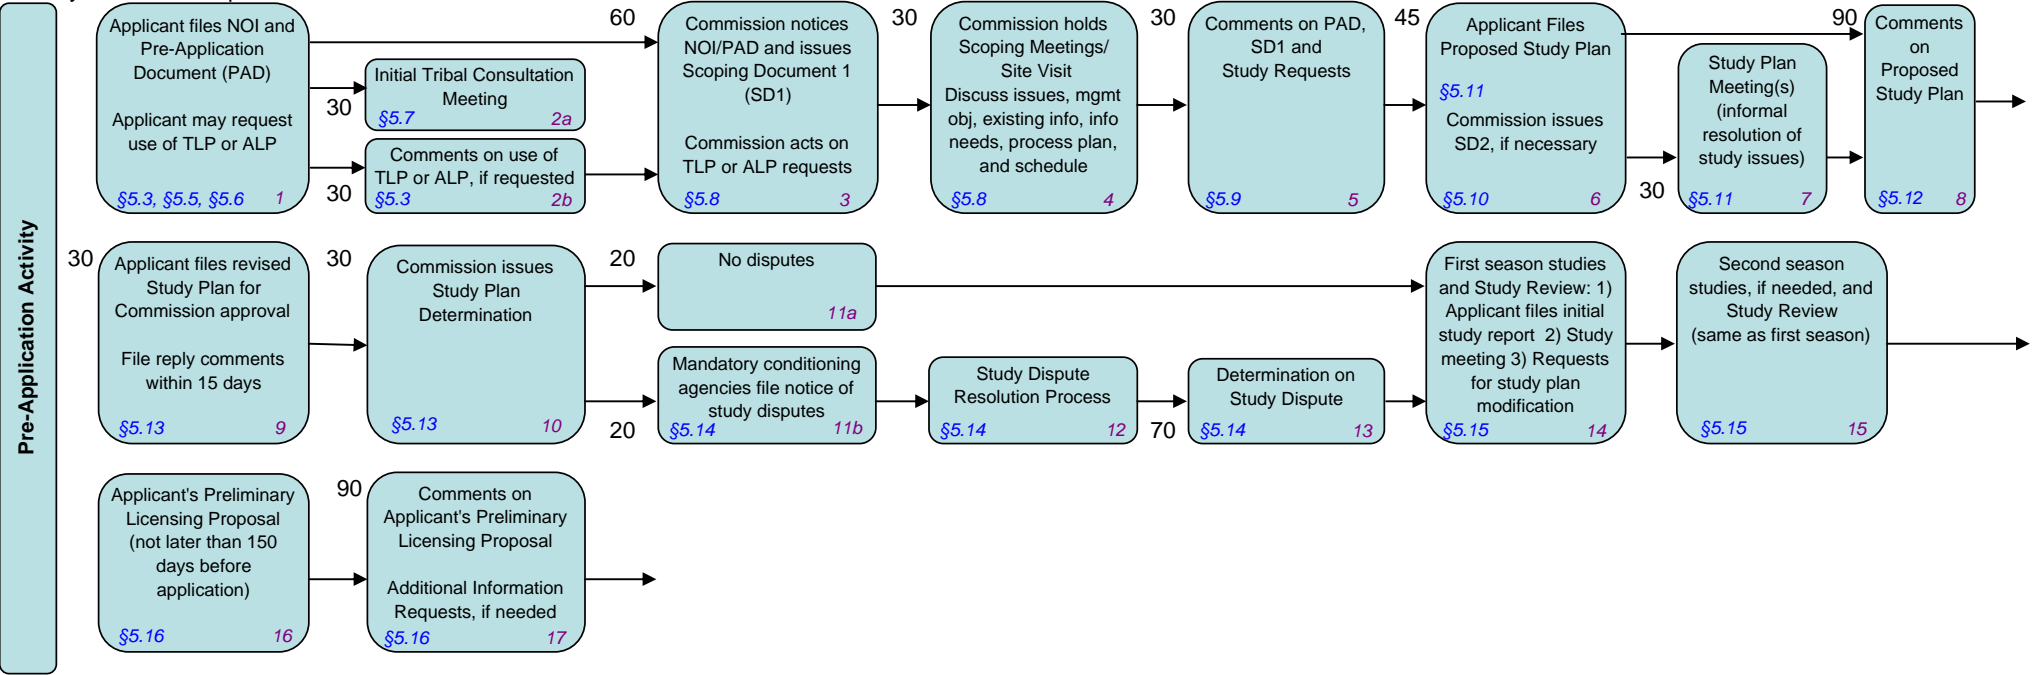 Pre-Application Activity
Applicant files NOI and
Pre-Application
Document (PAD)
Applicant may request
use of TLP or ALP
§5.3, §5.5, §5.6 1
30
Initial Tribal Consultation
Meeting
§5.7 2a
30
Comments on use of
TLP or ALP, if requested
§5.3 2b
60
Commission notices
NOI/PAD and issues
Scoping Document 1
(SD1)
Commission acts on
TLP or ALP requests
§5.8 3
30
Commission holds
Scoping Meetings/
Site Visit
Discuss issues, mgmt
obj, existing info, info
needs, process plan,
and schedule
§5.8 4
30
Comments on PAD,
SD1 and
Study Requests
§5.9 5
45
Applicant Files
Proposed Study Plan
§5.11
Commission issues
SD2, if necessary
§5.10 6
30
Study Plan
Meeting(s)
(informal
resolution of
study issues)
§5.11 7
90
Comments
on
Proposed
Study Plan
§5.12 8
30
Applicant files revised
Study Plan for
Commission approval
File reply comments
within 15 days
§5.13 9
30
Commission issues
Study Plan
Determination
§5.13 10
20
No disputes
11a
20
Mandatory conditioning
agencies file notice of
study disputes
§5.14 11b
Study Dispute
Resolution Process
§5.14 12
70
Determination on
Study Dispute
§5.14 13
First season studies
and Study Review: 1)
Applicant files initial
study report 2) Study
meeting 3) Requests
for study plan
modification
§5.15 14
Second season
studies, if needed, and
Study Review
(same as first season)
§5.15 15
Applicant's Preliminary
Licensing Proposal
(not later than 150
days before
application)
§5.16 16
90
Comments on
Applicant's Preliminary
Licensing Proposal
Additional Information
Requests, if needed
§5.16 17